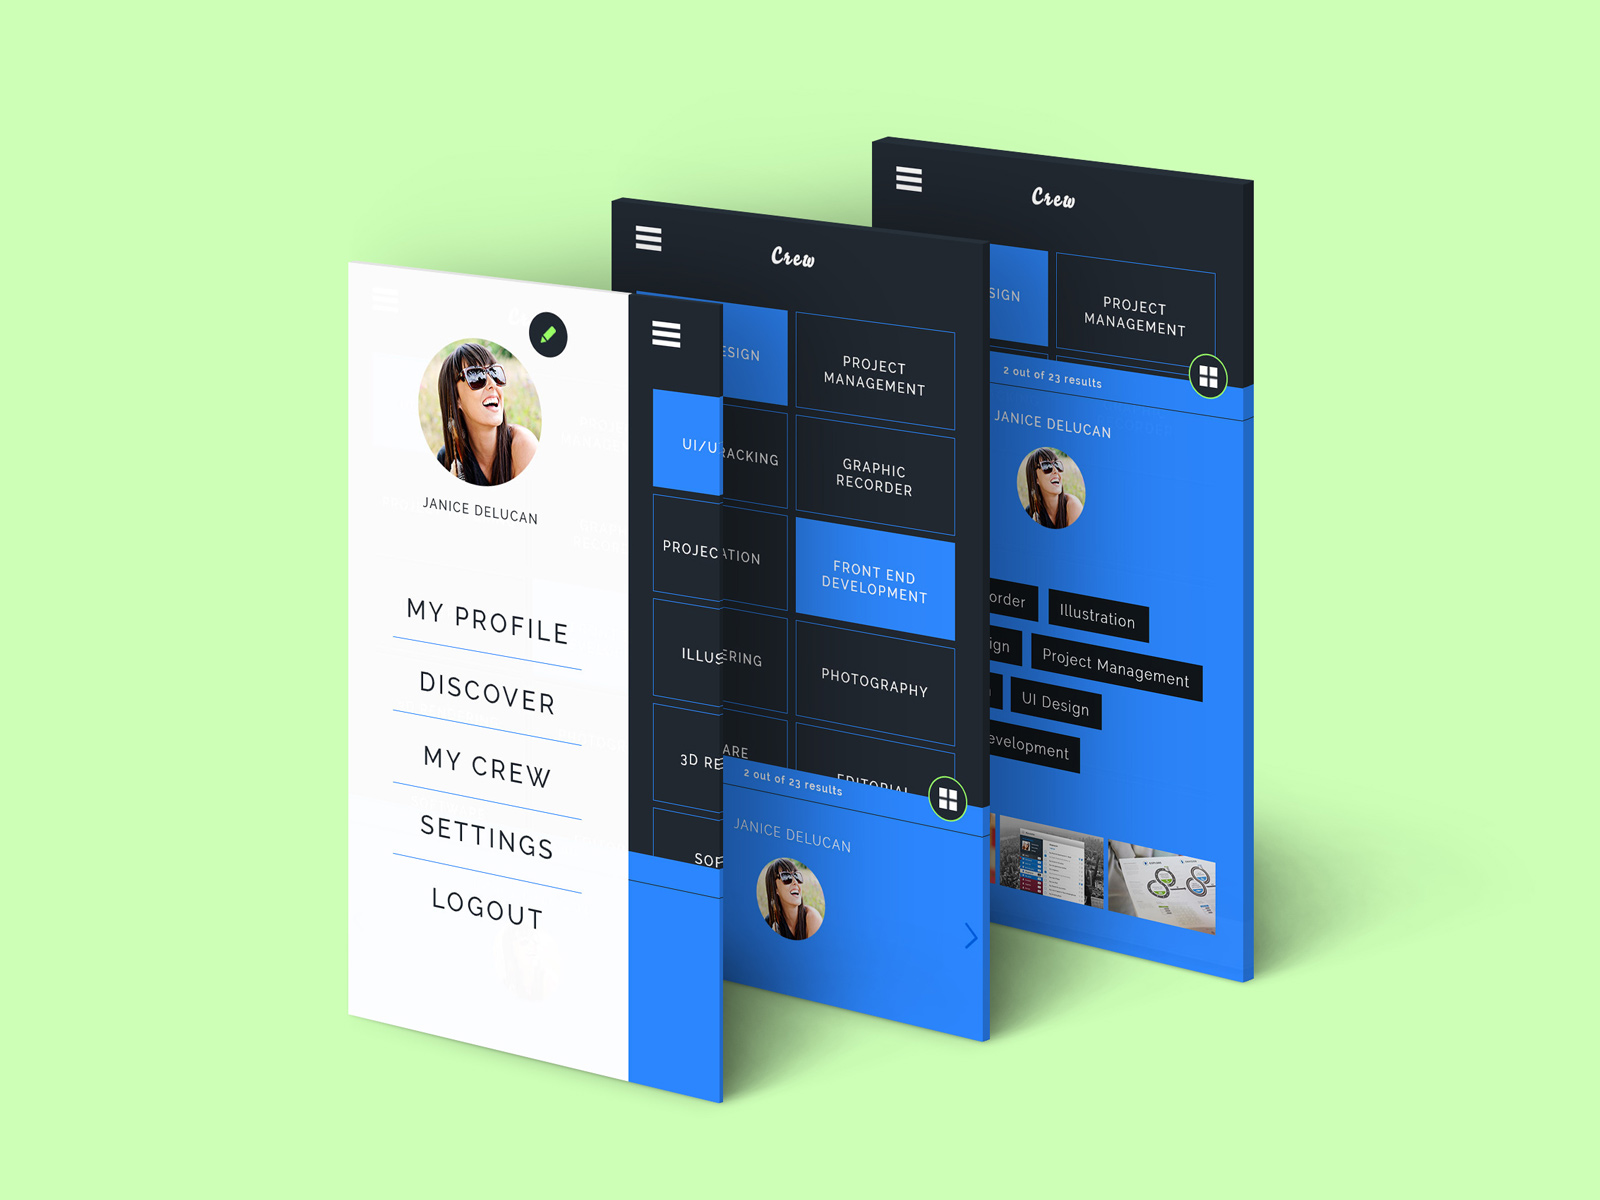 JANICE DELUCAN
MY PROFILE
DISCOVER
MY CREW
SETTINGS
LOGOUT
UI/U
PROJEC
ILLUS
3D RE
SOF
Crew
ESIGN
PROJECT
MANAGEMENT
RACKING
GRAPHIC
RECORDER
ATION
FRONT END
DEVELOPMENT
ERING
PHOTOGRAPHY
ARE
EDITORIAL
2 out of 23 results
JANICE DELUCAN
Crew
SIGN
PROJECT
MANAGEMENT
2 out of 23 results
JANICE DELUCAN
order
Illustration
ign
Project Management
UI Design
evelopment